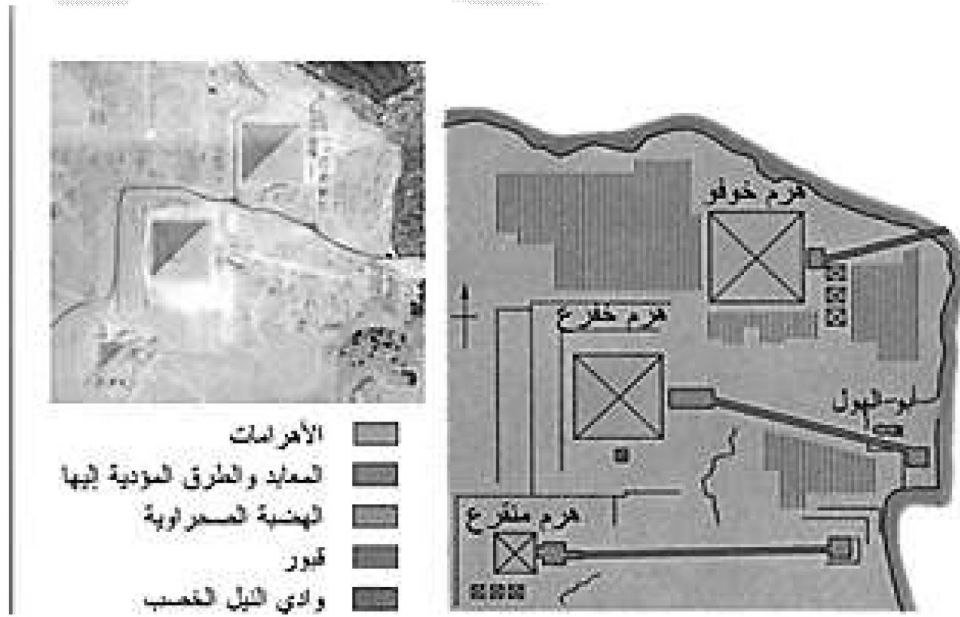 هرم خوفو
هرم خفرع
أبو الهول
هرم منقرع
الأهرامات
المعابد والطرق المؤدية إليها
الهضبة الصحراوية
قبور
وادي النيل الخصب